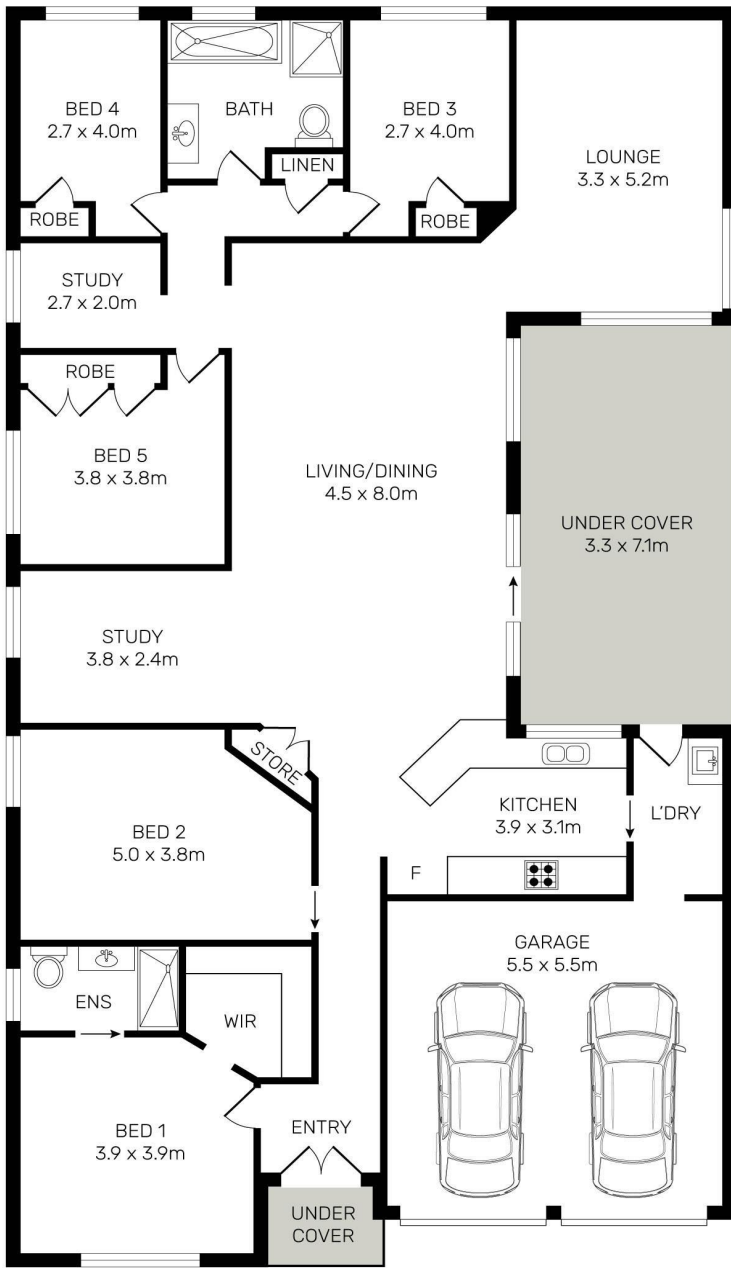 BED 4
2.7 x 4.0m
BATH
BED 3
2.7 x 4.0m
LINEN
LOUNGE
3.3 x 5.2m
ROBE
ROBE
STUDY
2.7 x 2.0m
ROBE
BED 5
3.8 x 3.8m
LIVING/DINING
4.5 x 8.0m
UNDER COVER
3.3 x 7.1m
STUDY
3.8 x 2.4m
STORE
BED 2
5.0 x 3.8m
KITCHEN
3.9 x 3.1m
L'DRY
F
GARAGE
5.5 x 5.5m
ENS
WIR
BED 1
3.9 x 3.9m
ENTRY
UNDER
COVER